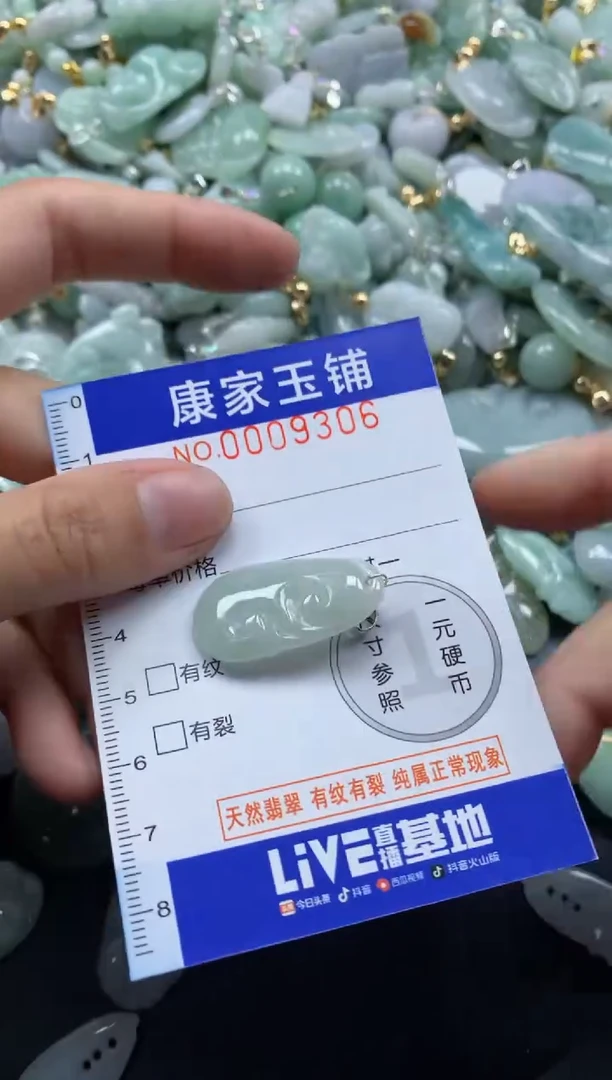 康家玉铺
NO.0009306
价格
0
1
4
5
6
7
8
寸参照
一元硬币
1
有纹
有裂
天然翡翠 有纹有裂 纯属正常现象
LiVE直播基地
今日头条 抖音 西瓜视频 抖音火山版